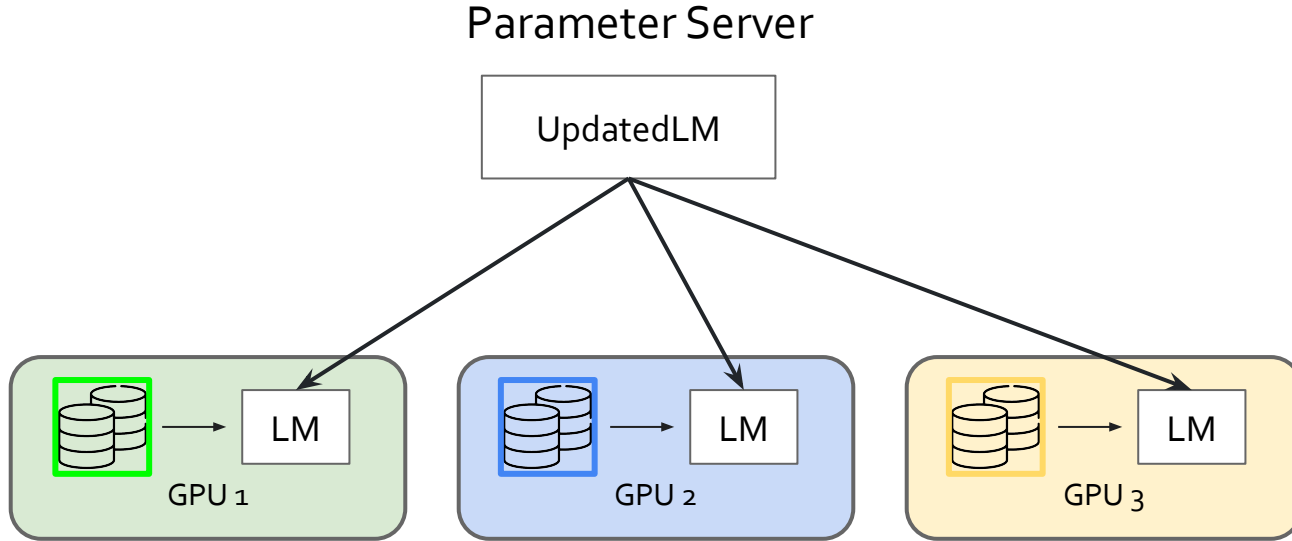 Parameter Server
UpdatedLM
LM
LM
LM
GPU 1
GPU 2
GPU 3